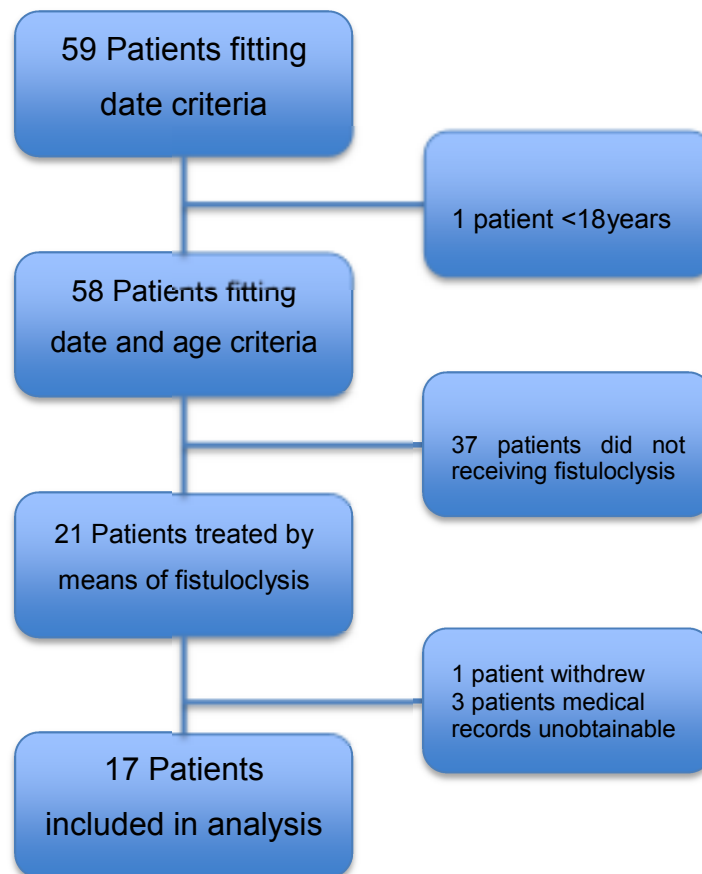 59 Patients fitting
date criteria
1 patient <18years
58 Patients fitting
date and age criteria
37 patients did not
receiving fistuloclysis
21 Patients treated by
means of fistuloclysis
1 patient withdrew
3 patients medical
records unobtainable
17 Patients
included in analysis